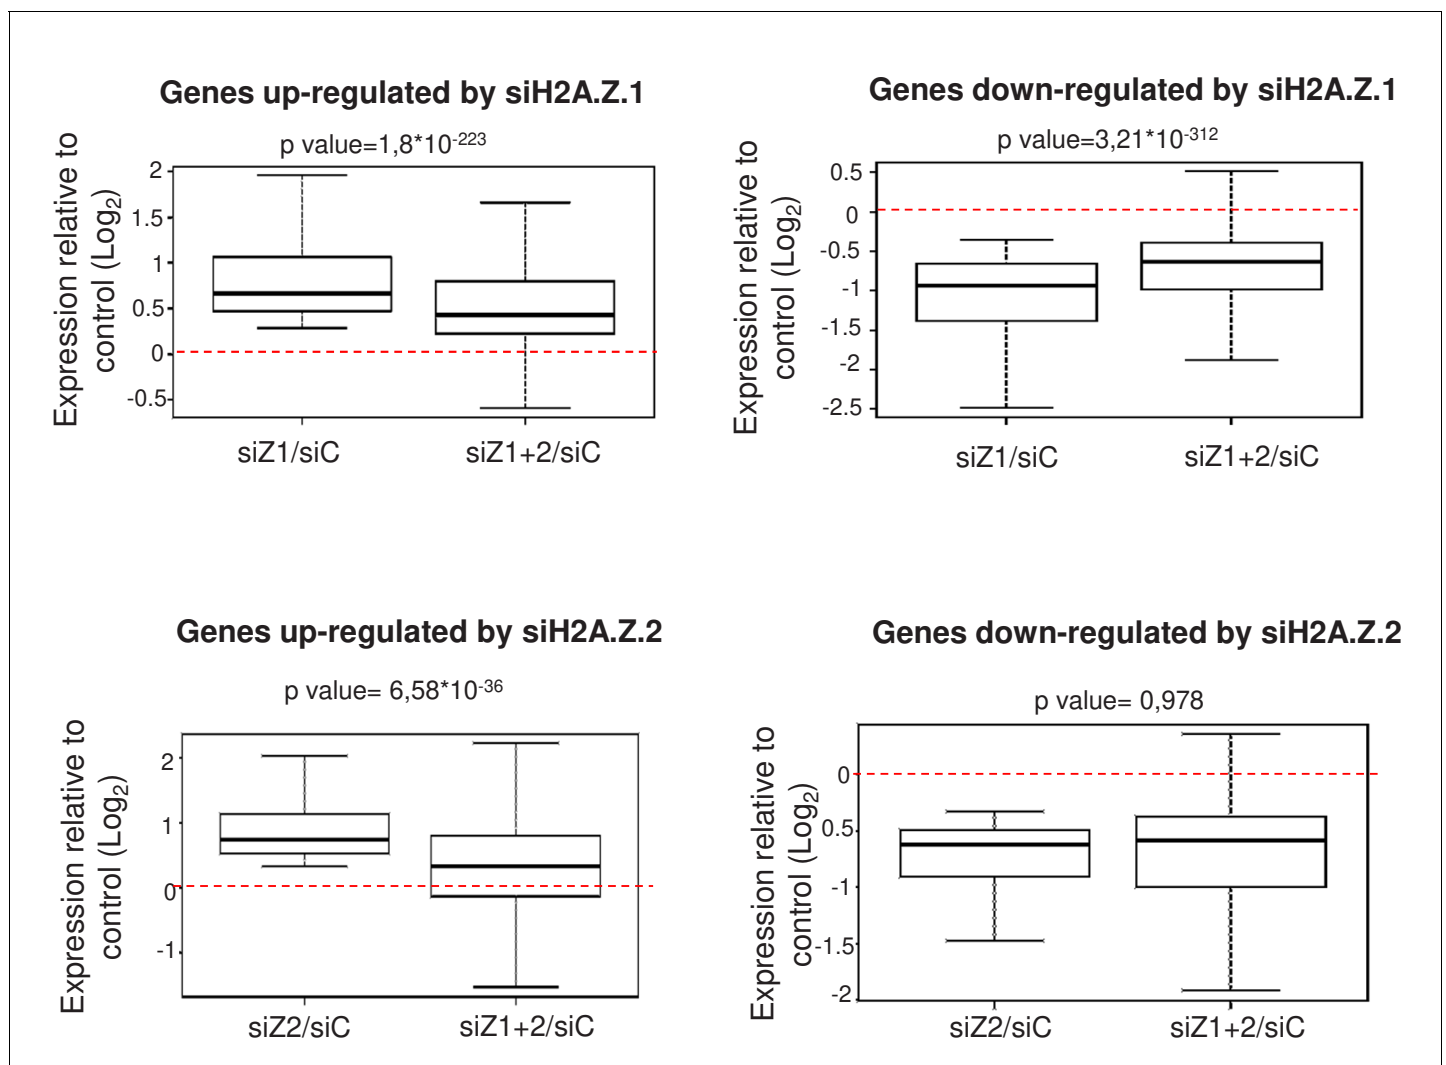 Genes up-regulated by siH2A.Z.1
p value=1,8*10-223
Expression relative to
control (Log2)
2
1.5
1
0.5
0
-0.5
siZ1/siC
siZ1+2/siC
Genes down-regulated by siH2A.Z.1
p value=3,21*10-312
Expression relative to
control (Log2)
0.5
0
-0.5
-1
-1.5
-2
-2.5
siZ1/siC
siZ1+2/siC
Genes up-regulated by siH2A.Z.2
p value= 6,58*10-36
Expression relative to
control (Log2)
2
1
0
-1
siZ2/siC
siZ1+2/siC
Genes down-regulated by siH2A.Z.2
p value= 0,978
Expression relative to
control (Log2)
0
0.5
-1
-1.5
-2
siZ2/siC
siZ1+2/siC